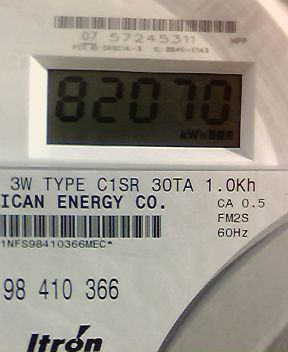 07 57245311
82070
kWh
3W TYPE C1SR 30TA 1.0Kh
ICAN ENERGY CO.
CA 0.5
FM2S
60Hz
1NFS98410366MEC*
98 410 366
Itron